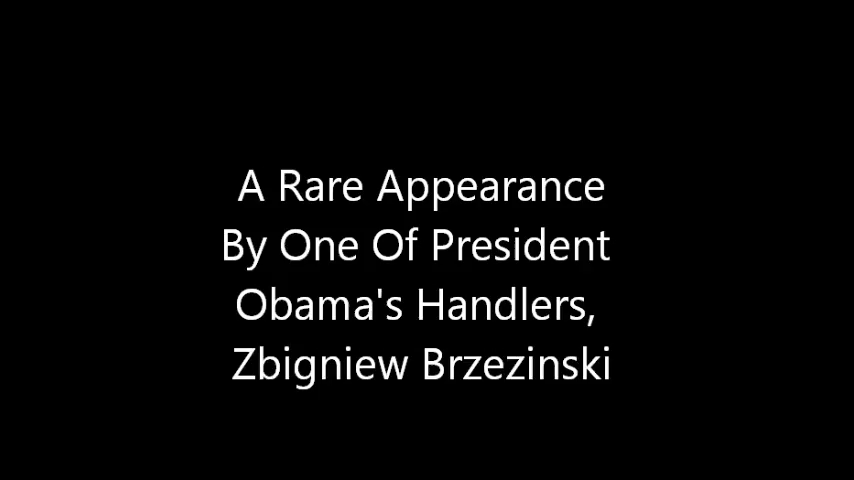 A Rare Appearance
By One Of President
Obama's Handlers,
Zbigniew Brzezinski